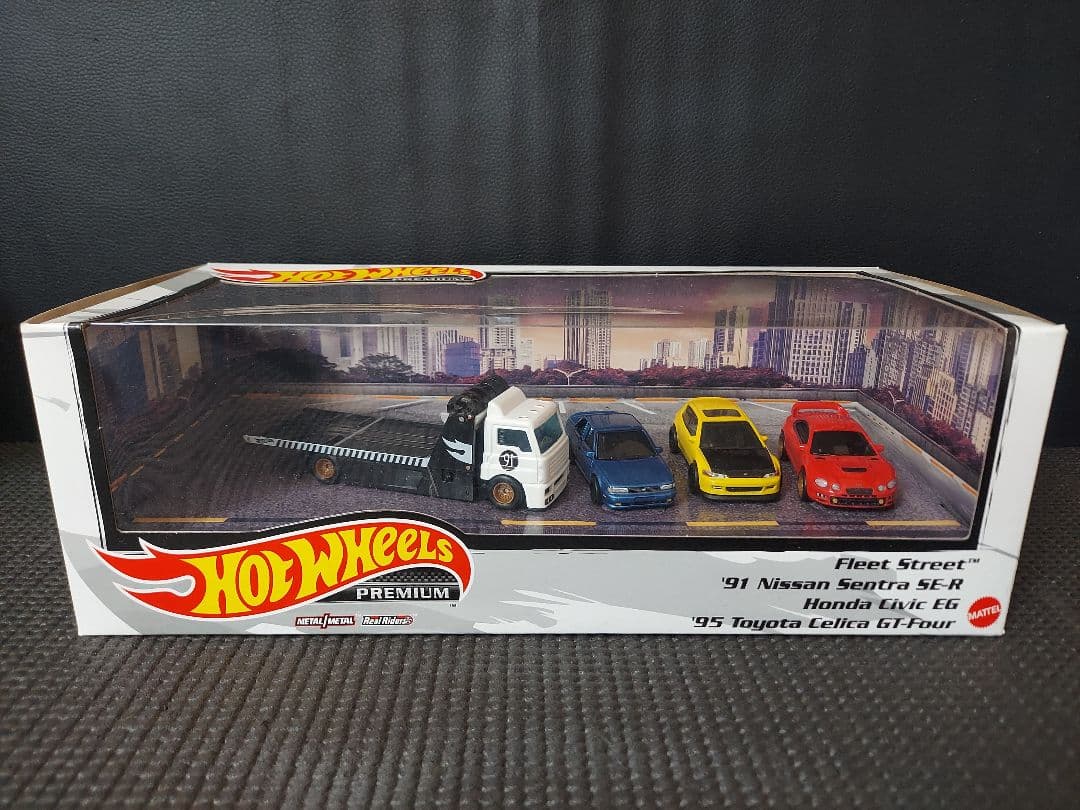 HOT WHEELS
PREMIUM
91
HOT WHEELS
PREMIUM™
METAL/METAL Real Riders
Fleet Street™
'91 Nissan Sentra SE-R
Honda Civic EG
'95 Toyota Celica GT-Four
MATTEL